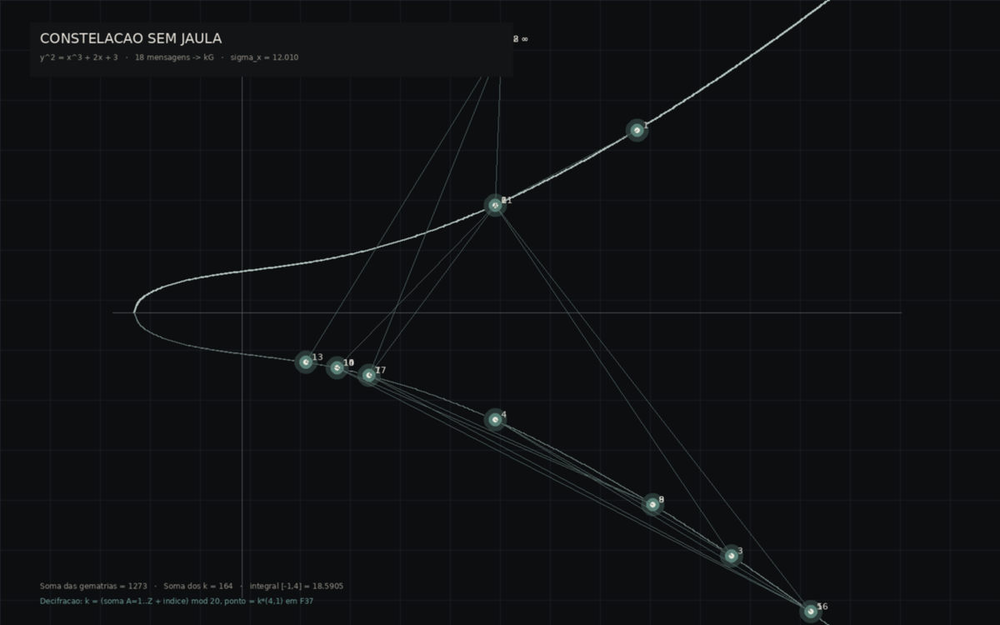 CONSTELACAO SEM JAULA
∞
y^2 = x^3 + 2x + 3 · 18 mensagens -> kG · sigma_x = 12.010
1
13
4
3
Soma das gematrias = 1273 · Soma dos k = 164 · integral [-1,4] = 18.5905
Decifracao: k = (soma A=1..Z + indice) mod 20, ponto = k*(4,1) em F37